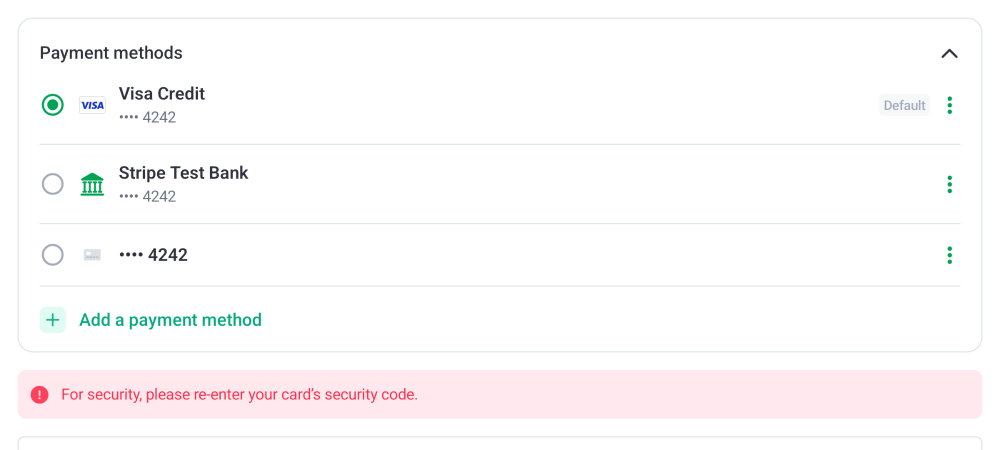 Payment methods
VISA
Visa Credit
•••• 4242
Default
Stripe Test Bank
•••• 4242
•••• 4242
Add a payment method
For security, please re-enter your card’s security code.